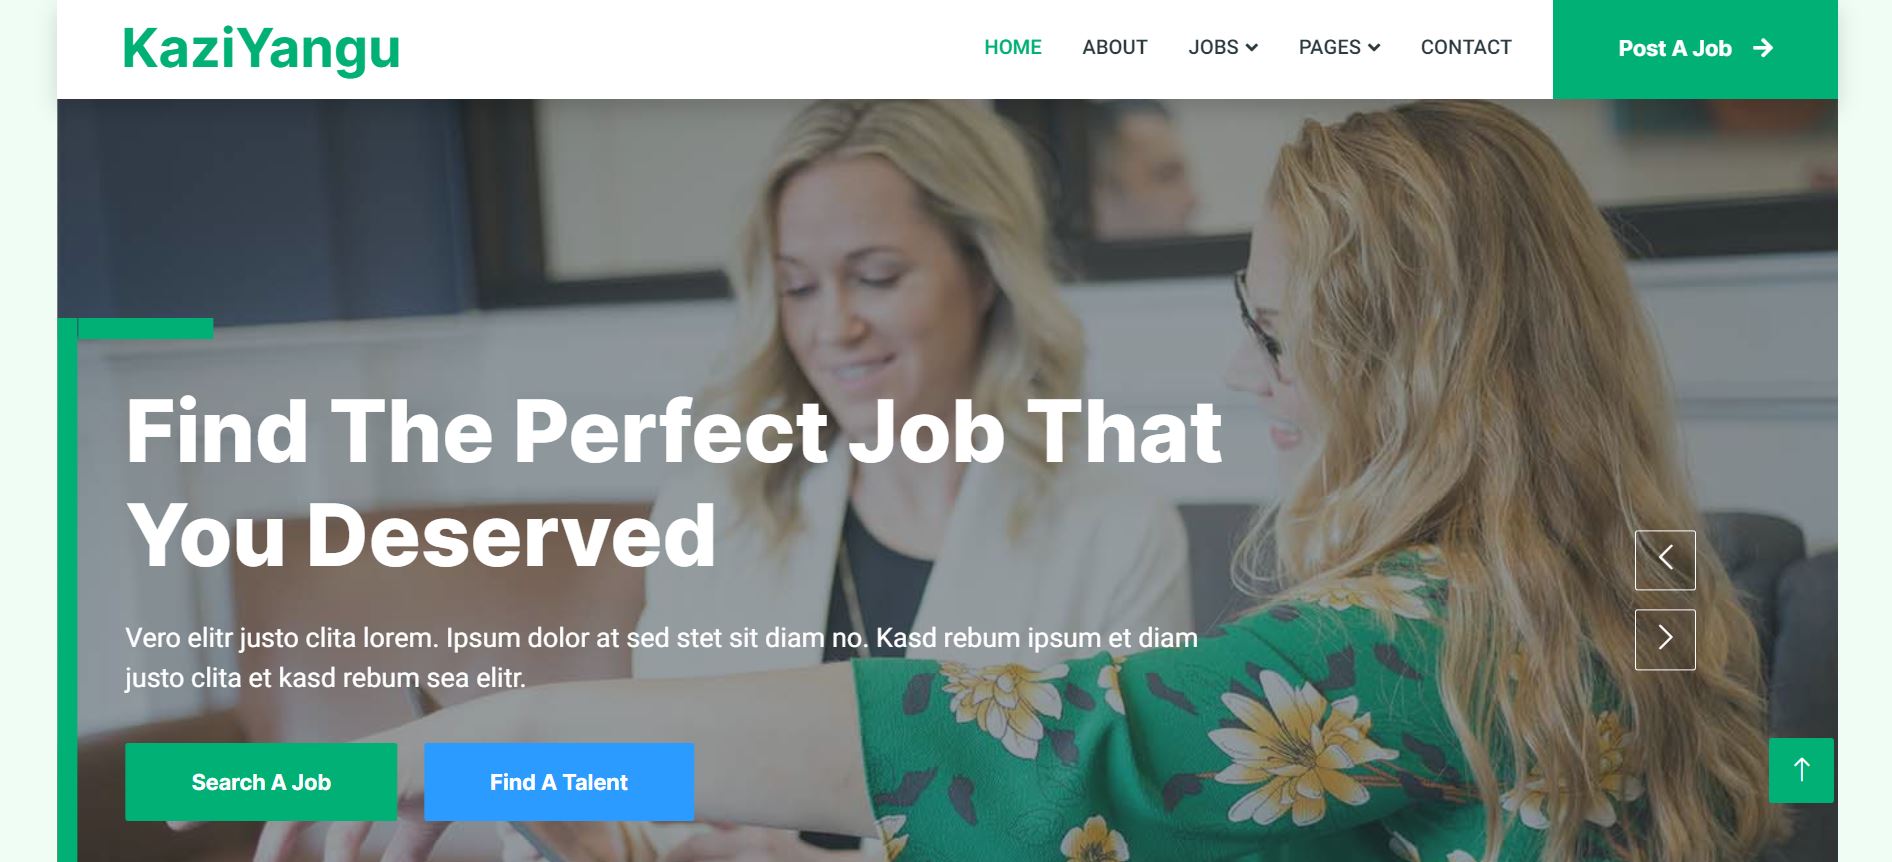 KaziYangu
HOME ABOUT JOBS PAGES CONTACT Post A Job
Find The Perfect Job That
You Deserved
Vero elitr justo clita lorem. Ipsum dolor at sed stet sit diam no. Kasd rebum ipsum et diam
justo clita et kasd rebum sea elitr.
Search A Job Find A Talent